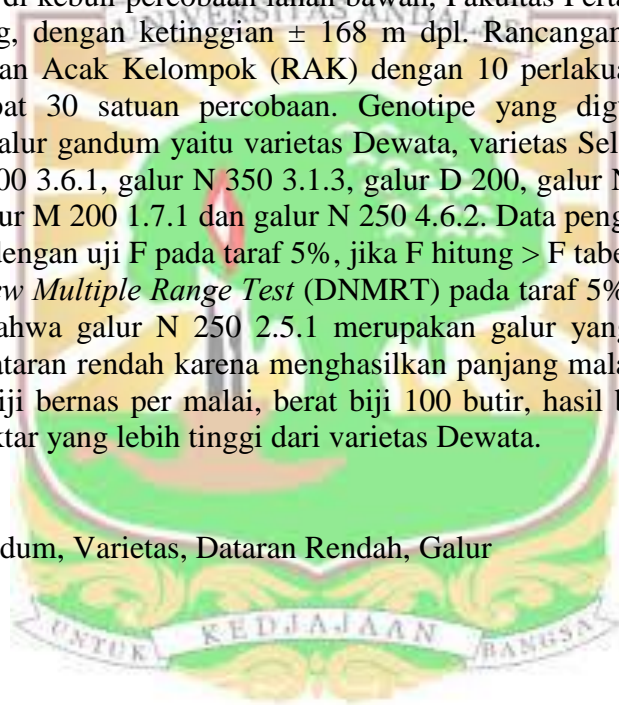 UNIVERSITAS ANDALAS
di kebun percobaan lahan bawah, Fakultas Perta
g, dengan ketinggian ± 168 m dpl. Rancangan
an Acak Kelompok (RAK) dengan 10 perlakua
pat 30 satuan percobaan. Genotipe yang dig
alur gandum yaitu varietas Dewata, varietas Sel
00 3.6.1, galur N 350 3.1.3, galur D 200, galur N
ur M 200 1.7.1 dan galur N 250 4.6.2. Data peng
dengan uji F pada taraf 5%, jika F hitung > F tabe
ew Multiple Range Test (DNMRT) pada taraf 5%
ahwa galur N 250 2.5.1 merupakan galur yang
ataran rendah karena menghasilkan panjang mala
iji bernas per malai, berat biji 100 butir, hasil b
ktar yang lebih tinggi dari varietas Dewata.
dum, Varietas, Dataran Rendah, Galur
UNTUK KEDJAJAAN BANGSA